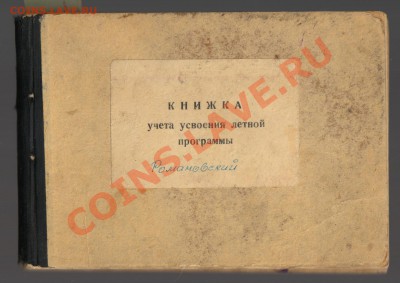 COINS.LAVE.RU
КНИЖКА
учета усвоения летной
программы
Романовский
COINS.LAVE.RU